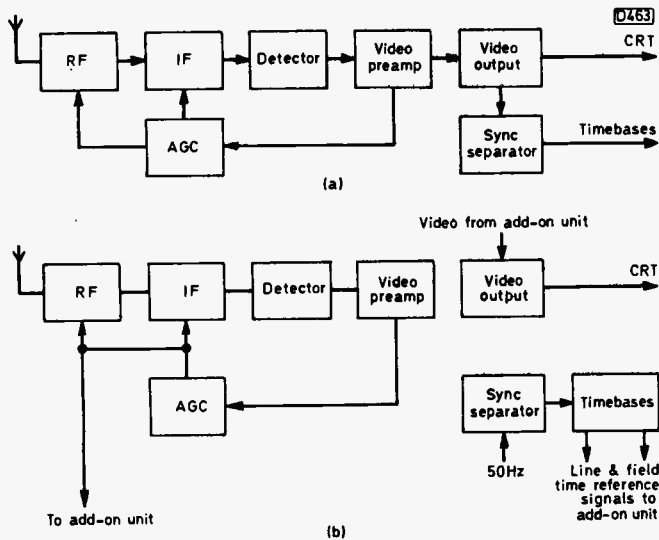 D463
RF
IF
Detector
Video
preamp
Video
output
CRT
AGC
Sync
separator
Timebases
(a)
Video from add-on unit
RF
IF
Detector
Video
preamp
Video
output
CRT
AGC
Sync
separator
Timebases
50Hz
Line & field
time reference
signals to
add-on unit
To add-on unit
(b)